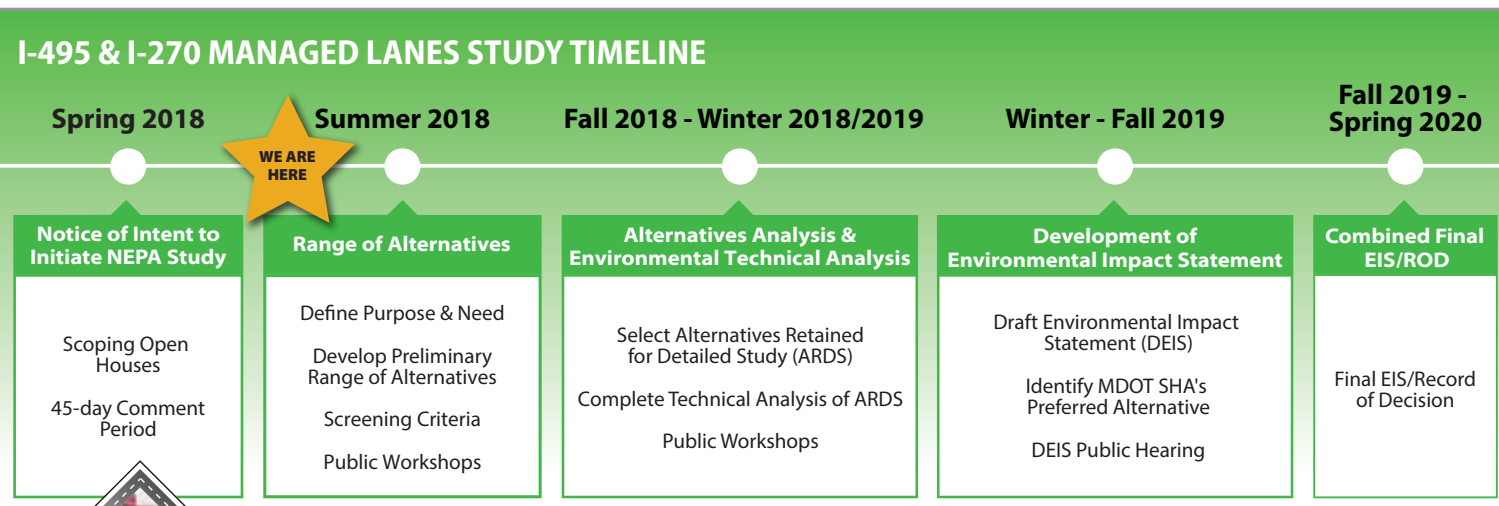 I-495 & I-270 MANAGED LANES STUDY TIMELINE
Spring 2018
WE ARE
HERE
Summer 2018
Fall 2018 - Winter 2018/2019
Winter - Fall 2019
Fall 2019 -
Spring 2020
Notice of Intent to
Initiate NEPA Study
Scoping Open
Houses
45-day Comment
Period
Range of Alternatives
Define Purpose & Need
Develop Preliminary
Range of Alternatives
Screening Criteria
Public Workshops
Alternatives Analysis &
Environmental Technical Analysis
Select Alternatives Retained
for Detailed Study (ARDS)
Complete Technical Analysis of ARDS
Public Workshops
Development of
Environmental Impact Statement
Draft Environmental Impact
Statement (DEIS)
Identify MDOT SHA's
Preferred Alternative
DEIS Public Hearing
Combined Final
EIS/ROD
Final EIS/Record
of Decision